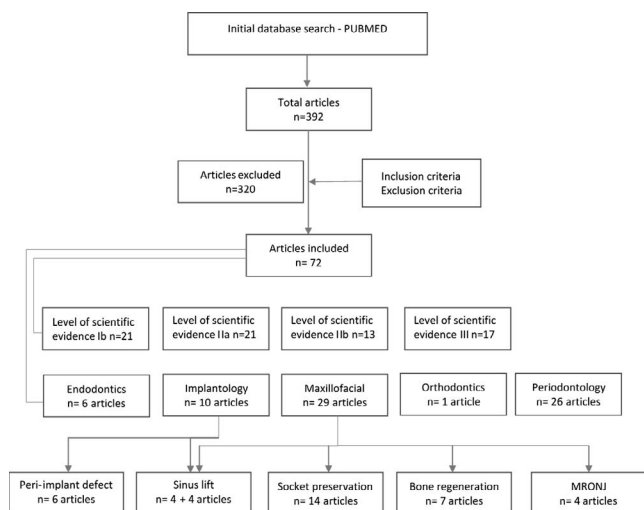 Initial database search - PUBMED
Total articles
n=392
Articles excluded
n=320
Inclusion criteria
Exclusion criteria
Articles included
n= 72
Level of scientific
evidence Ib n=21
Level of scientific
evidence IIa n=21
Level of scientific
evidence IIb n=13
Level of scientific
evidence III n=17
Endodontics
n= 6 articles
Implantology
n= 10 articles
Maxillofacial
n= 29 articles
Orthodontics
n= 1 article
Periodontology
n= 26 articles
Peri-implant defect
n= 6 articles
Sinus lift
n= 4 + 4 articles
Socket preservation
n= 14 articles
Bone regeneration
n= 7 articles
MRONJ
n= 4 articles